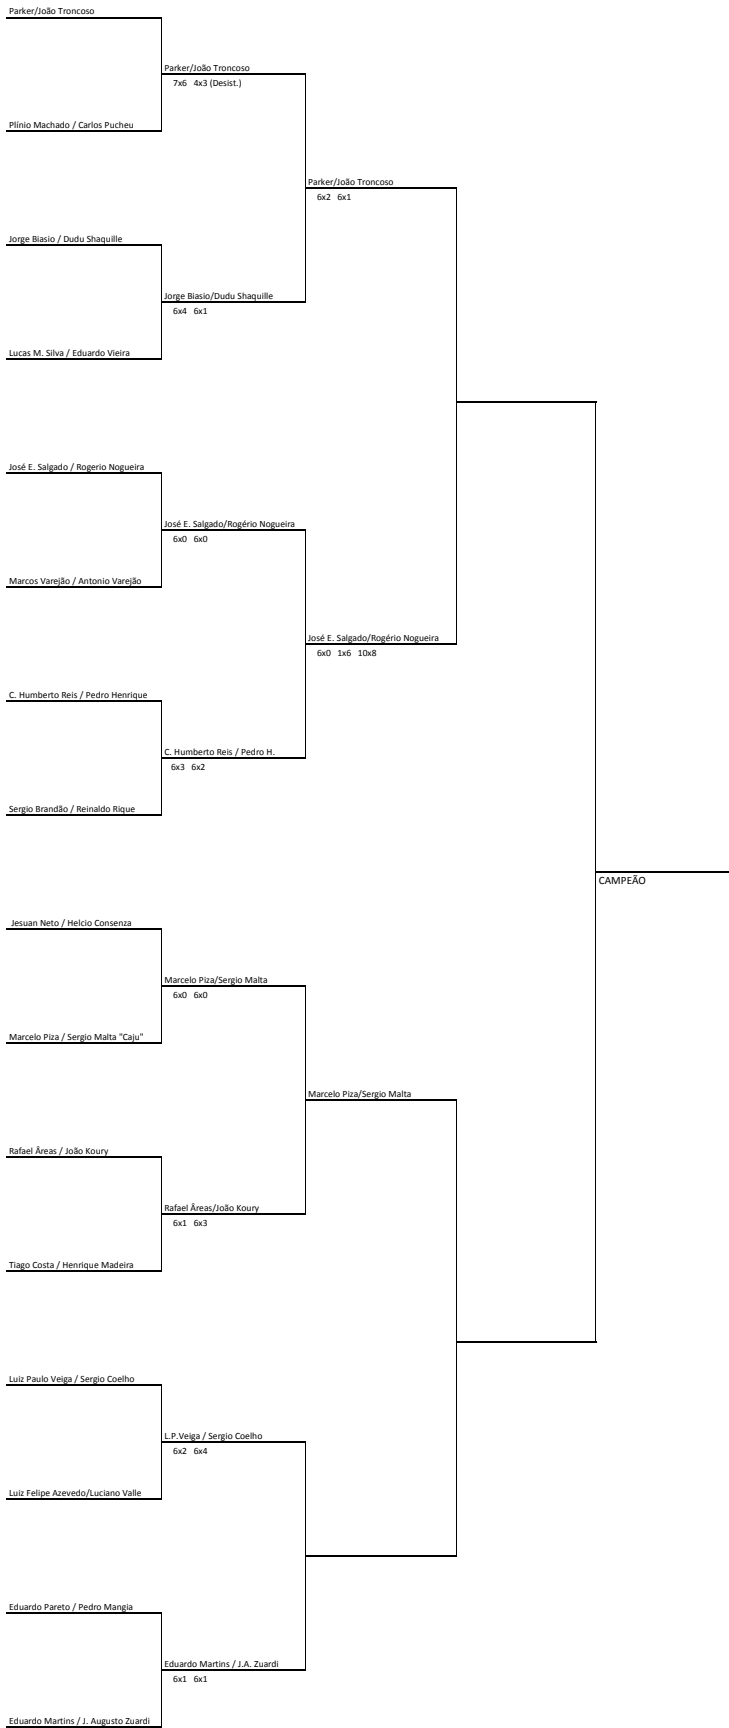 Parker/João Troncoso
Parker/João Troncoso
7x6 4x3 (Desist.)
Plínio Machado / Carlos Pucheu
Parker/João Troncoso
6x2 6x1
Jorge Biasio / Dudu Shaquille
Jorge Biasio/Dudu Shaquille
6x4 6x1
Lucas M. Silva / Eduardo Vieira
José E. Salgado / Rogerio Nogueira
José E. Salgado/Rogério Nogueira
6x0 6x0
Marcos Varejão / Antonio Varejão
José E. Salgado/Rogério Nogueira
6x0 1x6 10x8
C. Humberto Reis / Pedro Henrique
C. Humberto Reis / Pedro H.
6x3 6x2
Sergio Brandão / Reinaldo Rique
CAMPEÃO
Jesuan Neto / Helcio Consenza
Marcelo Piza/Sergio Malta
6x0 6x0
Marcelo Piza / Sergio Malta "Caju"
Marcelo Piza/Sergio Malta
Rafael Âreas / João Koury
Rafael Âreas/João Koury
6x1 6x3
Tiago Costa / Henrique Madeira
Luiz Paulo Veiga / Sergio Coelho
L.P.Veiga / Sergio Coelho
6x2 6x4
Luiz Felipe Azevedo/Luciano Valle
Eduardo Pareto / Pedro Mangia
Eduardo Martins / J.A. Zuardi
6x1 6x1
Eduardo Martins / J. Augusto Zuardi